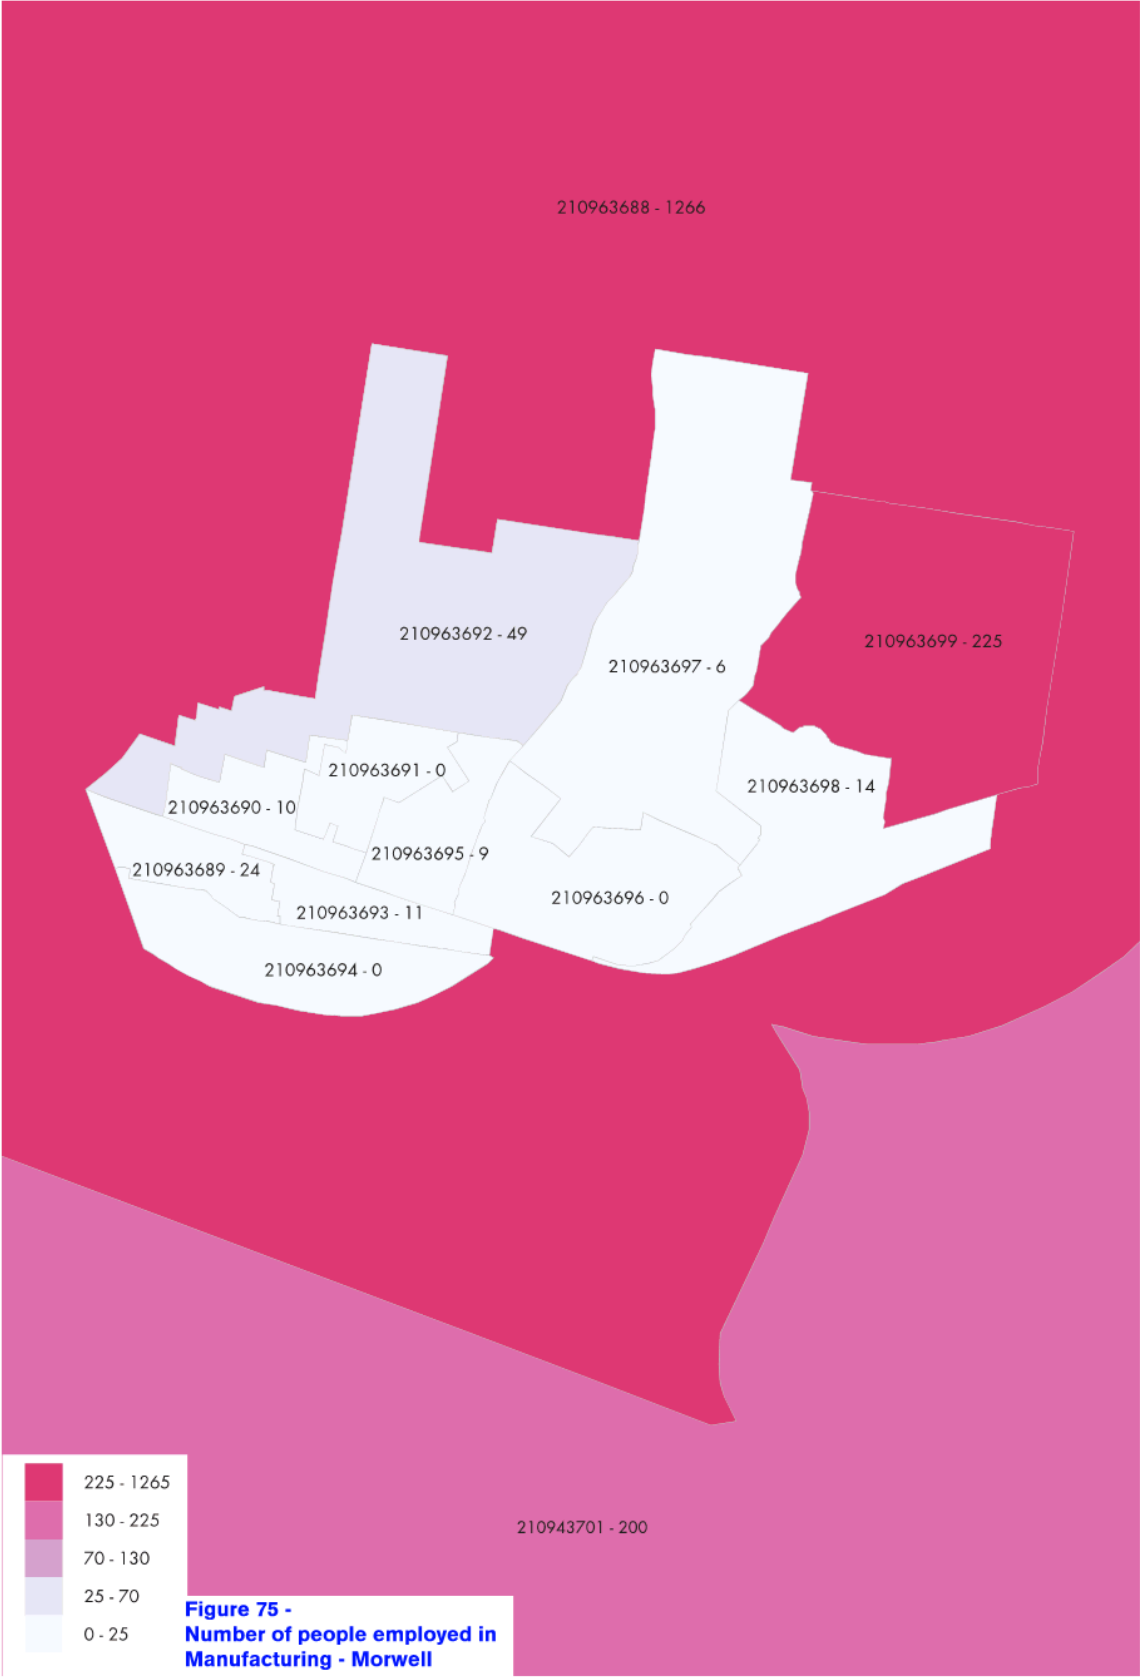 210963688 - 1266
210963692 - 49
210963699 - 225
210963697 - 6
210963691 - 0
210963698 - 14
210963690 - 10
210963695 - 9
210963689 - 24
210963696 - 0
210963693 - 11
210963694 - 0
225 - 1265
130 - 225
210943701 - 200
70 - 130
25 - 70
0 - 25
Figure 75 -
Number of people employed in
Manufacturing - Morwell